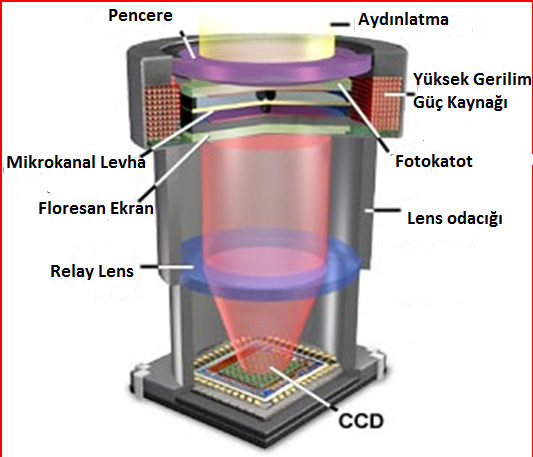 Pencere
Aydınlatma
Yüksek Gerilim
Güç Kaynağı
Mikrokanal Levha
Fotokatot
Floresan Ekran
Lens odacığı
Relay Lens
CCD